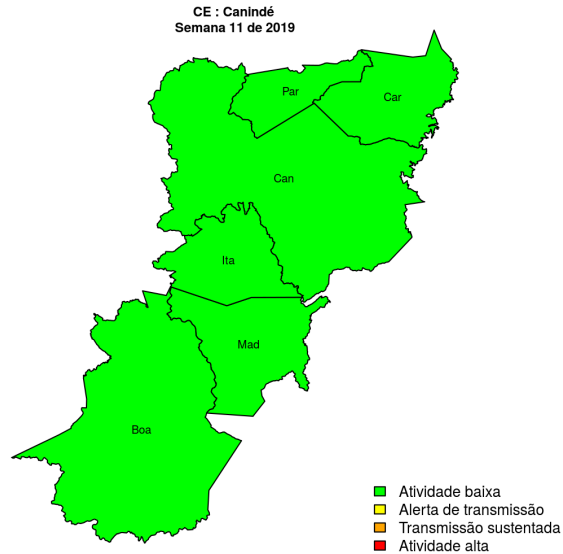 CE : Canindé
Semana 11 de 2019
Par
Car
Can
Ita
Mad
Boa
Atividade baixa
Alerta de transmissão
Transmissão sustentada
Atividade alta